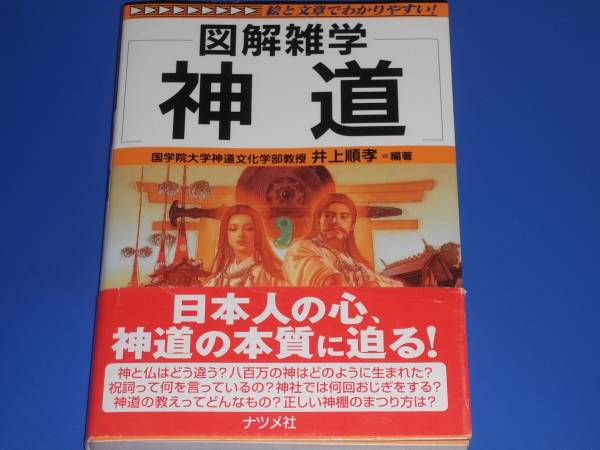 絵と文章でわかりやすい!
図解雑学
神道
国学院大学神道文化学部教授 井上順孝=編著
日本人の心、
神道の本質に迫る!
神と仏はどう違う?八百万の神はどのように生まれた?
祝詞って何を言っているの?神社では何回おじぎをする?
神道の教えってどんなもの?正しい神棚のまつり方は?
ナツメ社